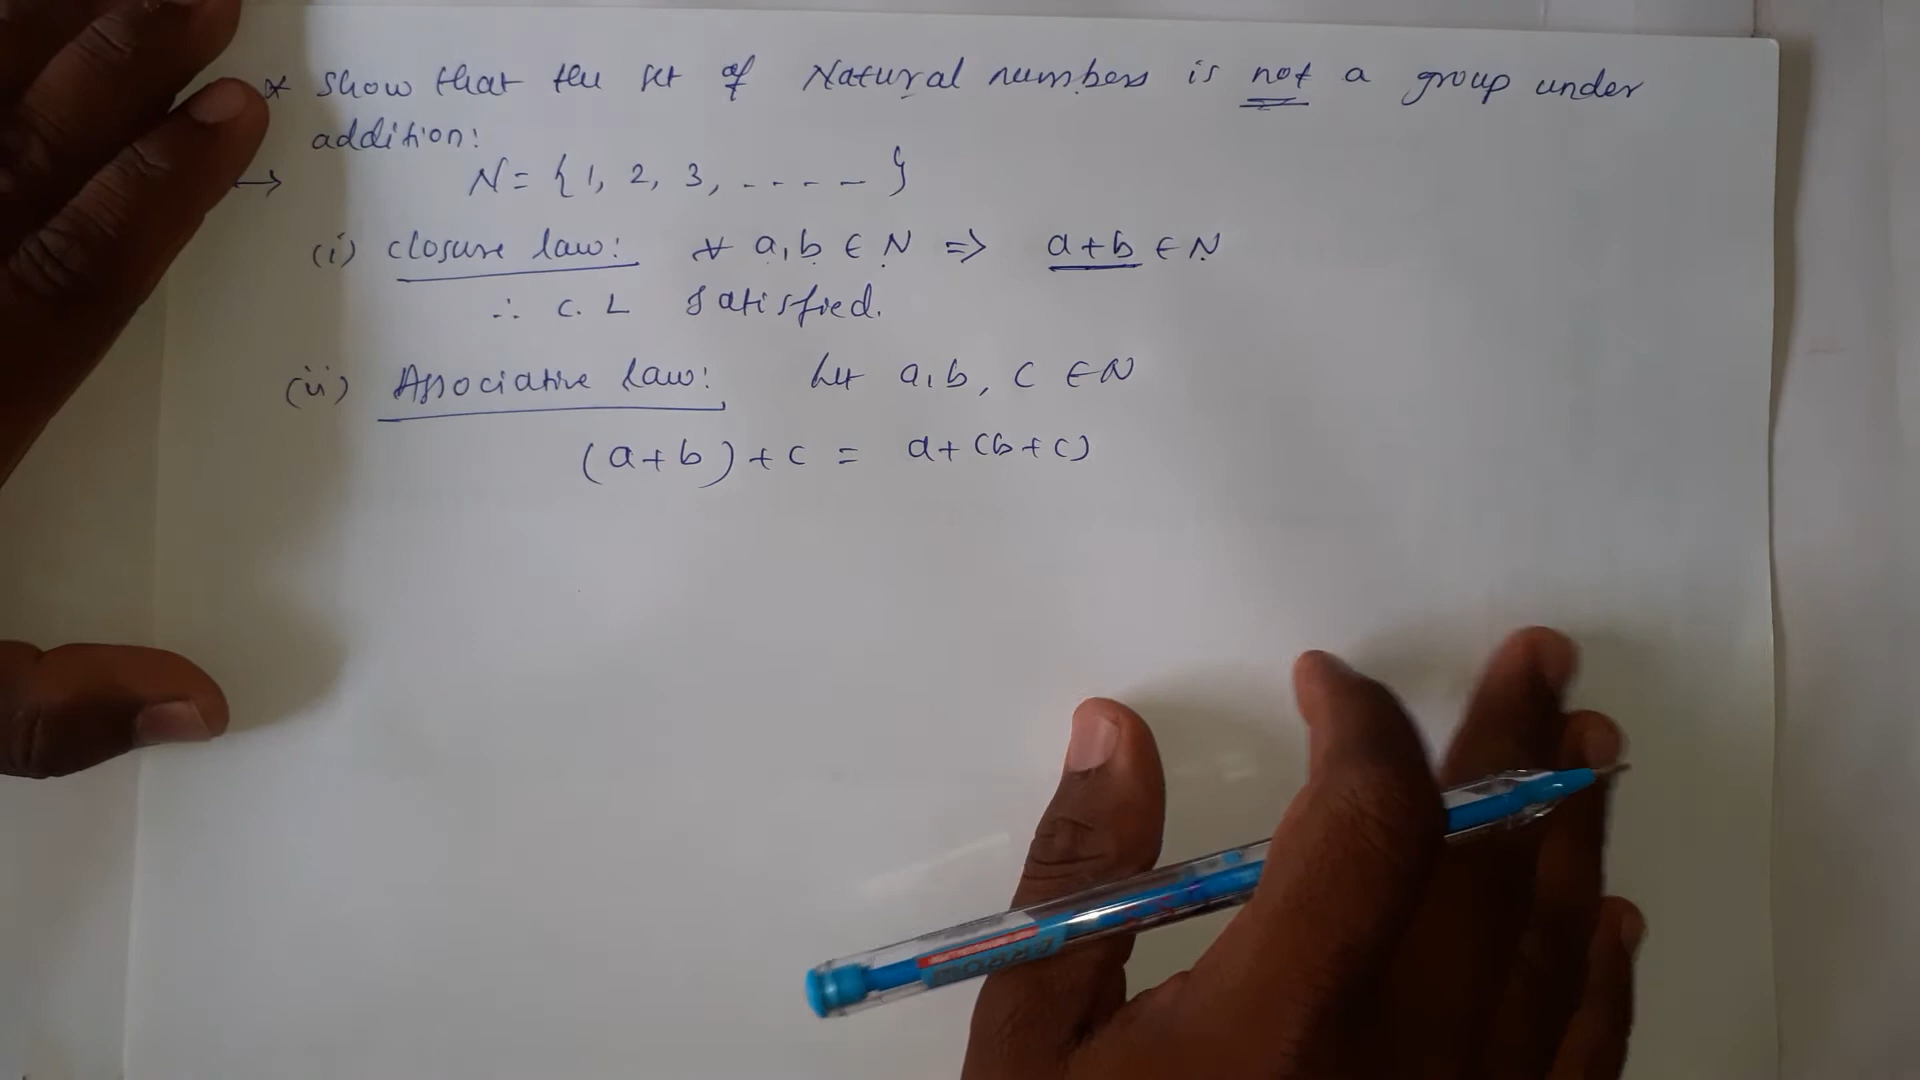 * Show that the set of Natural numbers is not a group under
addition:
→ N = {1, 2, 3, ----- }
(i) closure law: ∀ a, b ∈ N => a+b ∈ N
∴ C. L satisfied.
(ii) Associative law: Let a, b, c ∈ N
(a+b)+c = a+(b+c)